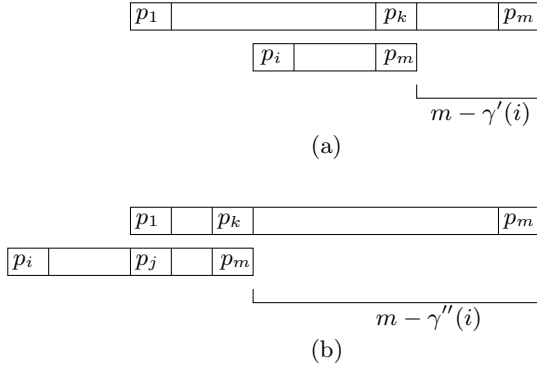 p₁ pₖ pₘ
pᵢ pₘ
m − γ′(i)
(a)
p₁ pₖ pₘ
pᵢ pⱼ pₘ
m − γ″(i)
(b)